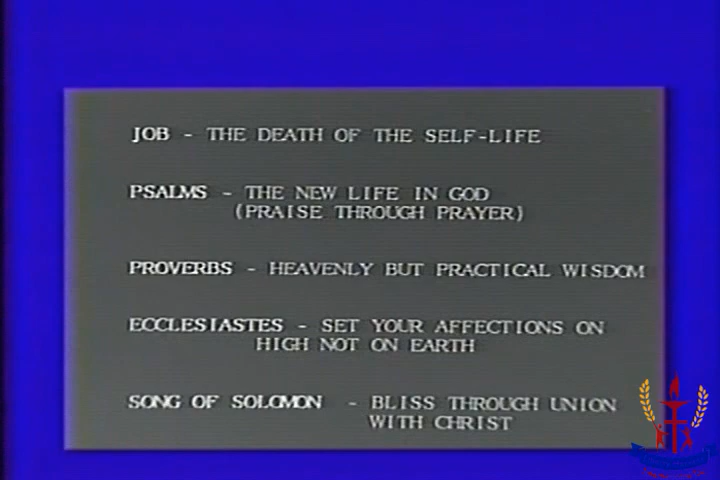 JOB - THE DEATH OF THE SELF-LIFE
PSALMS - THE NEW LIFE IN GOD
(PRAISE THROUGH PRAYER)
PROVERBS - HEAVENLY BUT PRACTICAL WISDOM
ECCLESIASTES - SET YOUR AFFECTIONS ON
HIGH NOT ON EARTH
SONG OF SOLOMON - BLISS THROUGH UNION
WITH CHRIST